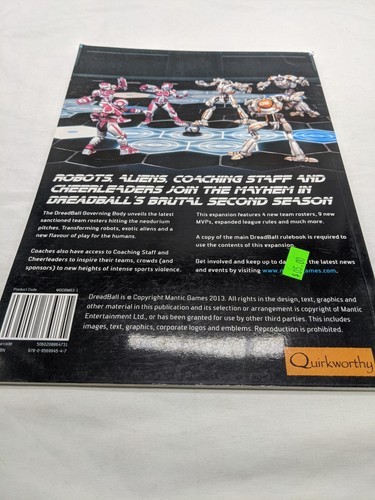 ROBOTS, ALIENS, COACHING STAFF AND
CHEERLEADERS JOIN THE MAYHEM IN
DREADBALL'S BRUTAL SECOND SEASON
The DreadBall Governing Body unveils the latest
sanctioned team rosters hitting the neodurium
pitches. Transforming robots, exotic aliens and a
new flavour of play for the humans.
Coaches also have access to Coaching Staff and
Cheerleaders to inspire their teams, crowds (and
sponsors) to new heights of intense sports violence.
This expansion features 4 new team rosters, 9 new
MVPs, expanded league rules and much more.
A copy of the main DreadBall rulebook is required to
use the contents of this expansion.
Get involved and keep up to the latest news
and events by visiting games.com.
Product Code
DreadBall is © Copyright Mantic Games 2013. All rights in the design, text, graphics and
other material in this publication and its selection or arrangement is copyright of Mantic
Entertainment Ltd., or has been granted for use by other third parties. This includes
images, text, graphics, corporate logos and emblems. Reproduction is prohibited.
Quirkworthy